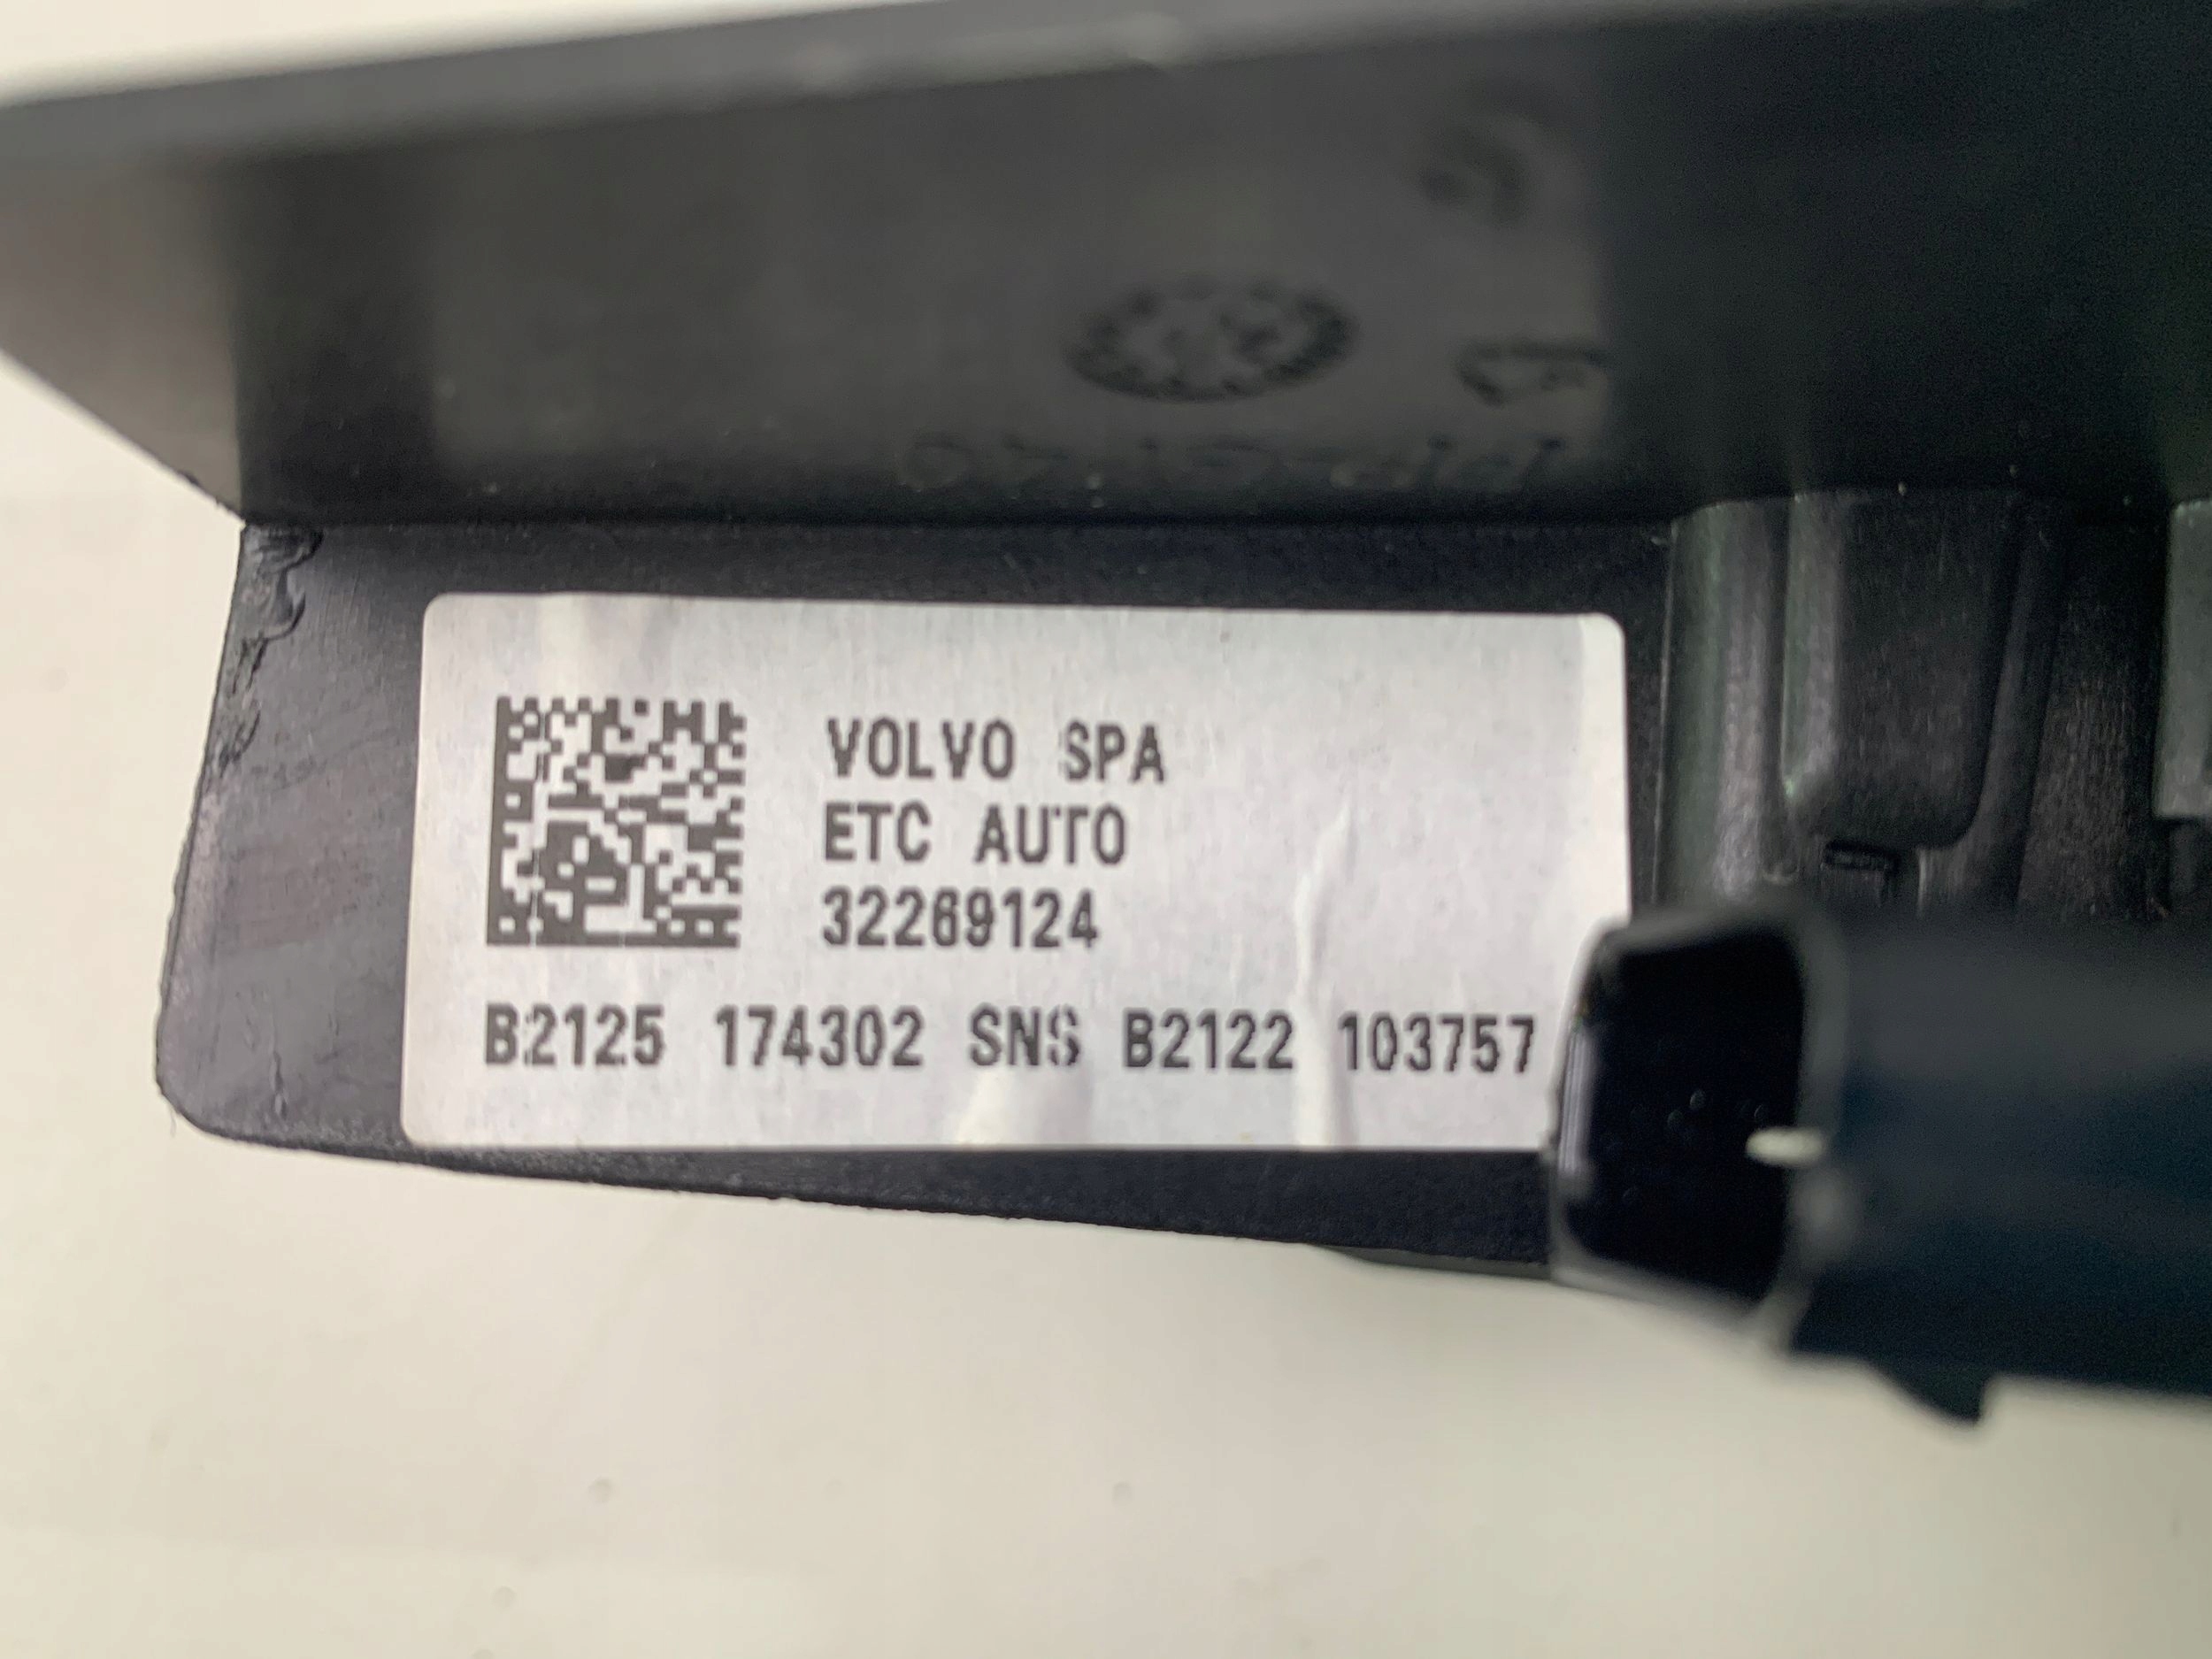 VOLVO SPA
ETC AUTO
32269124
B2125 174302 SNS B2122 103757